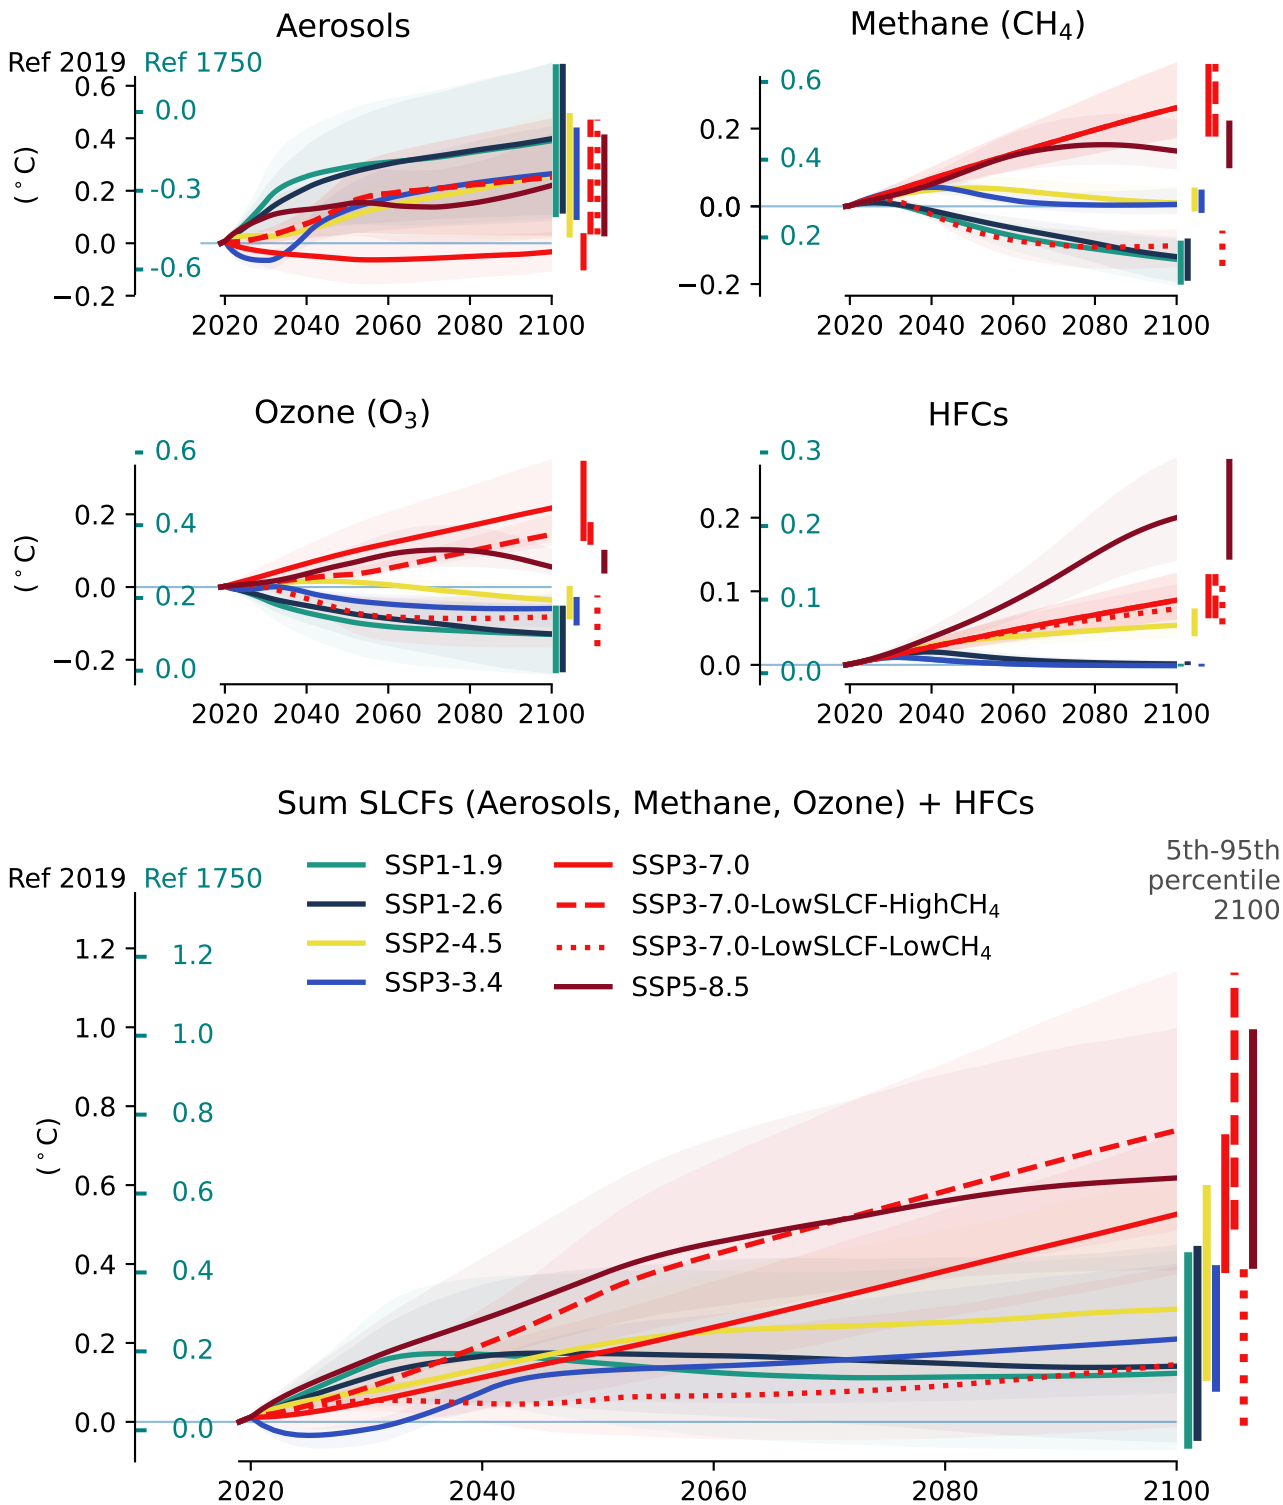 Aerosols
Ref 2019 Ref 1750
0.6
0.4
0.2
0.0
−0.2
0.0
-0.3
-0.6
(°C)
2020 2040 2060 2080 2100
Methane (CH₄)
0.2
0.0
−0.2
0.6
0.4
0.2
2020 2040 2060 2080 2100
Ozone (O₃)
0.2
0.0
−0.2
0.6
0.4
0.2
0.0
(°C)
2020 2040 2060 2080 2100
HFCs
0.2
0.1
0.0
0.3
0.2
0.1
0.0
2020 2040 2060 2080 2100
Sum SLCFs (Aerosols, Methane, Ozone) + HFCs
Ref 2019 Ref 1750
SSP1-1.9
SSP1-2.6
SSP2-4.5
SSP3-3.4
SSP3-7.0
SSP3-7.0-LowSLCF-HighCH₄
SSP3-7.0-LowSLCF-LowCH₄
SSP5-8.5
5th-95th
percentile
2100
1.2
1.0
0.8
0.6
0.4
0.2
0.0
1.2
1.0
0.8
0.6
0.4
0.2
0.0
(°C)
2020 2040 2060 2080 2100